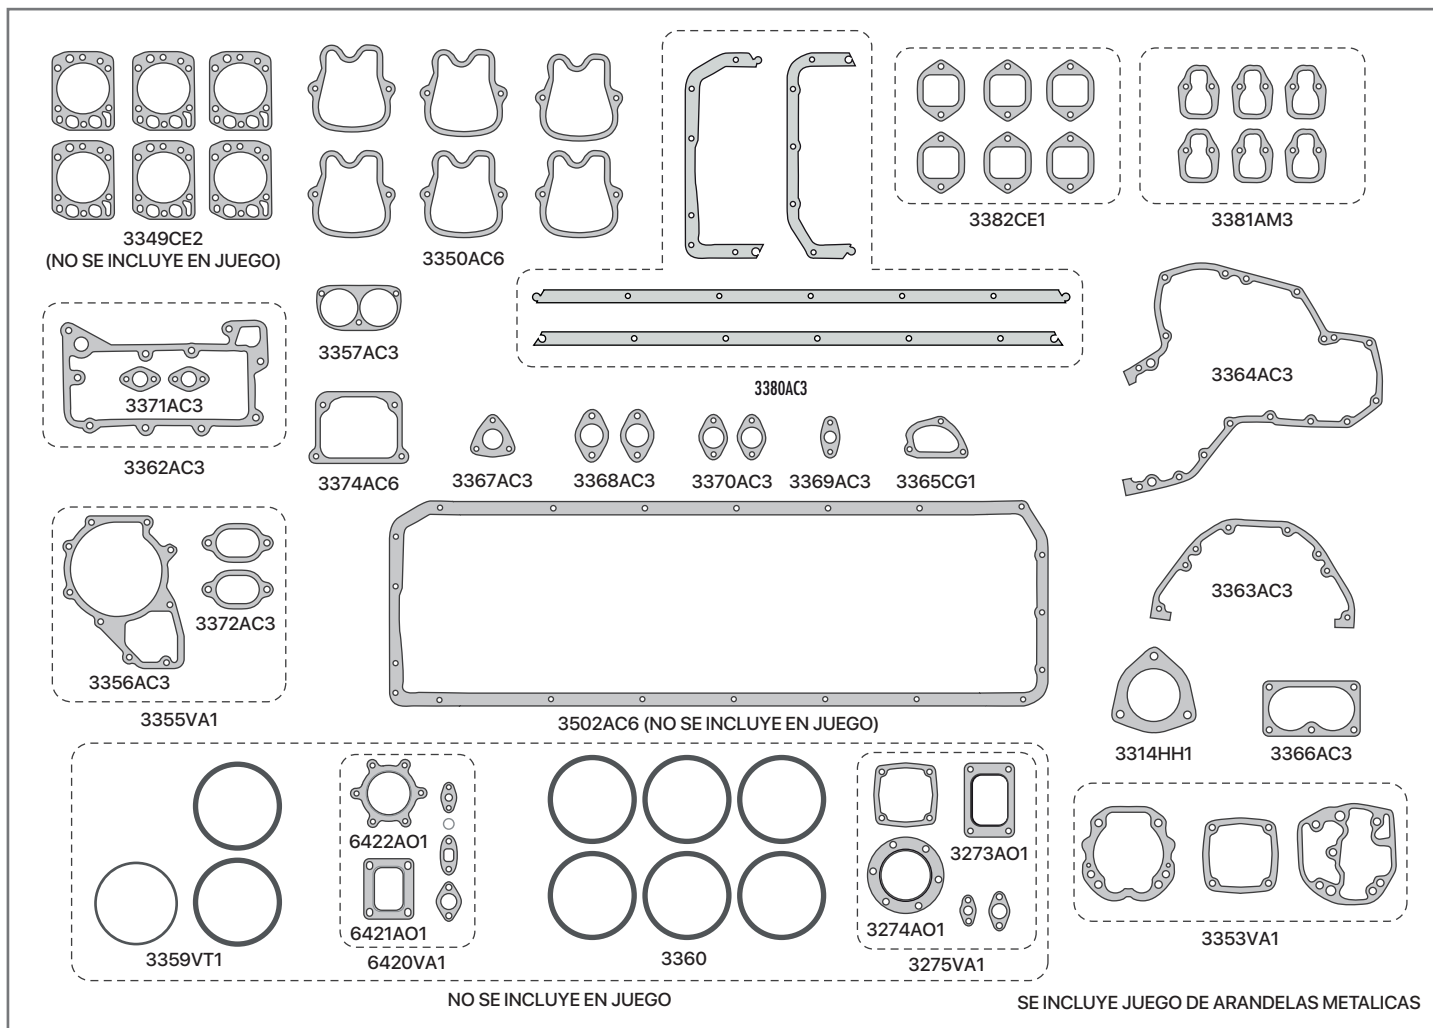 3349CE2
(NO SE INCLUYE EN JUEGO)
3350AC6
3382CE1
3381AM3
3357AC3
3380AC3
3364AC3
3371AC3
3362AC3
3374AC6
3367AC3
3368AC3
3370AC3
3369AC3
3365CG1
3372AC3
3356AC3
3355VA1
3363AC3
3502AC6 (NO SE INCLUYE EN JUEGO)
3314HH1
3366AC3
6422AO1
6421AO1
6420VA1
3359VT1
3360
3273AO1
3274AO1
3275VA1
3353VA1
NO SE INCLUYE EN JUEGO
SE INCLUYE JUEGO DE ARANDELAS METALICAS